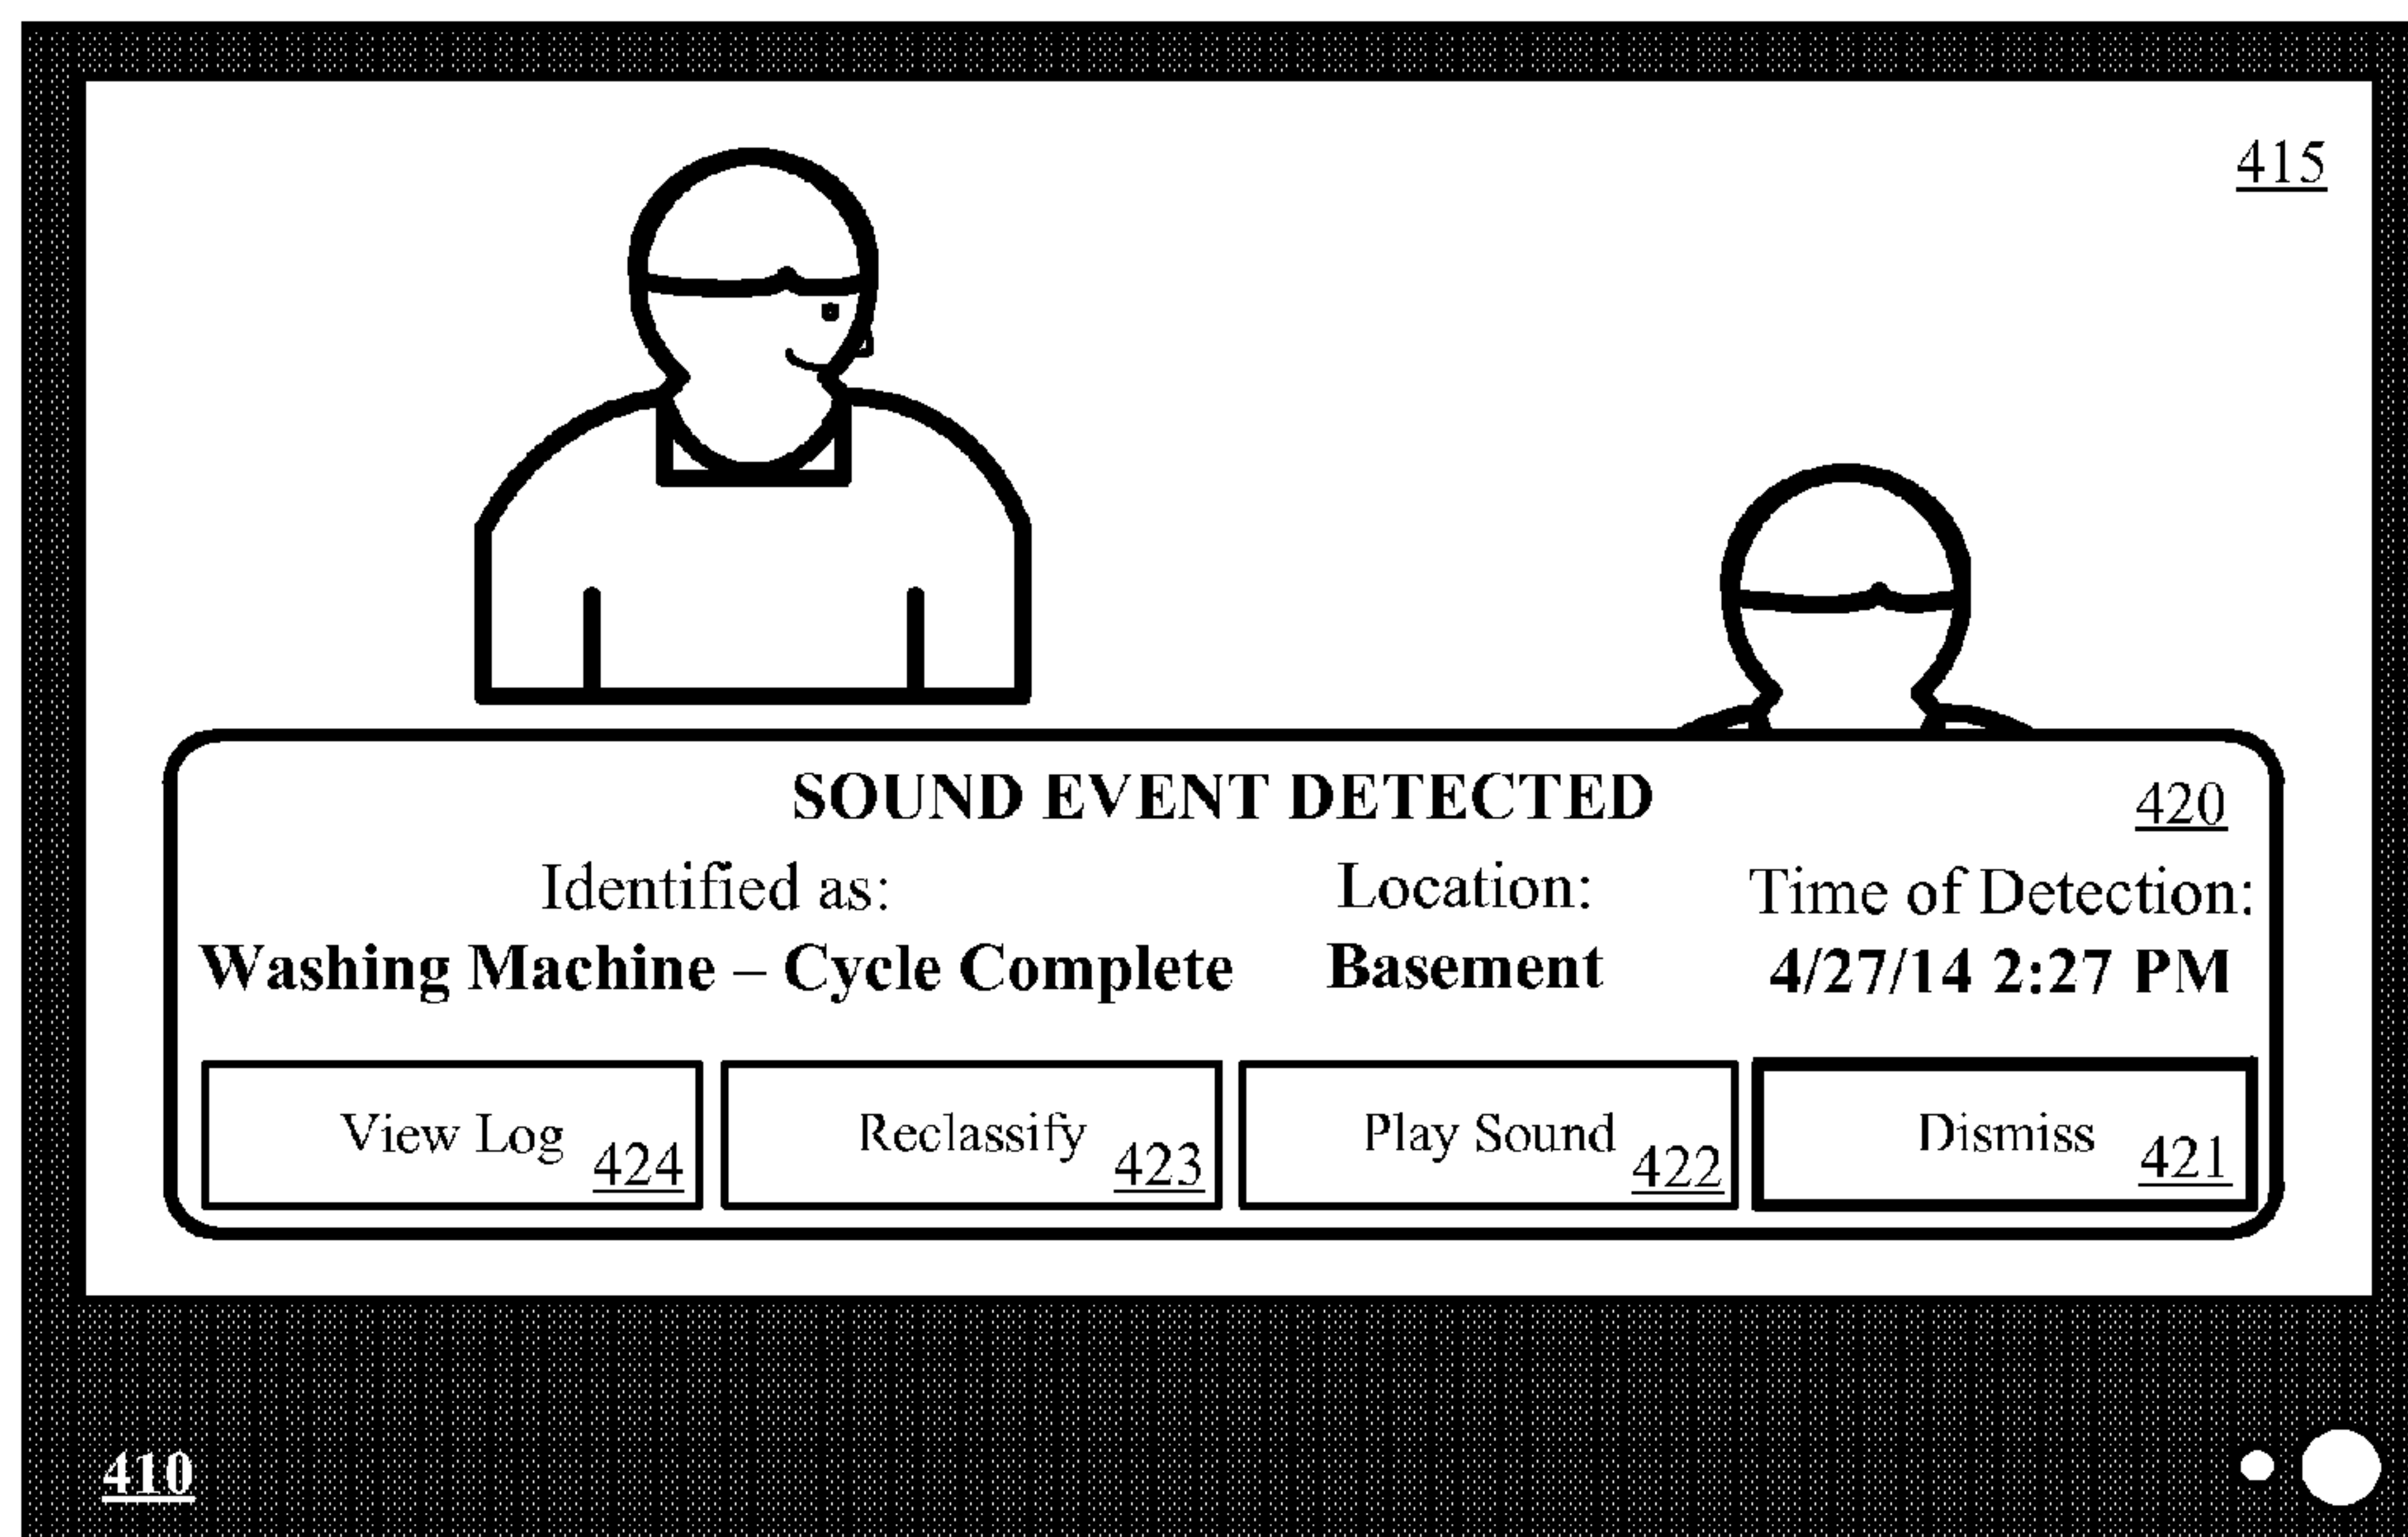 415
SOUND EVENT DETECTED
420
Identified as:
Location:
Time of Detection:
Washing Machine – Cycle Complete
Basement
4/27/14 2:27 PM
View Log
424
Reclassify
423
Play Sound
422
Dismiss
421
410